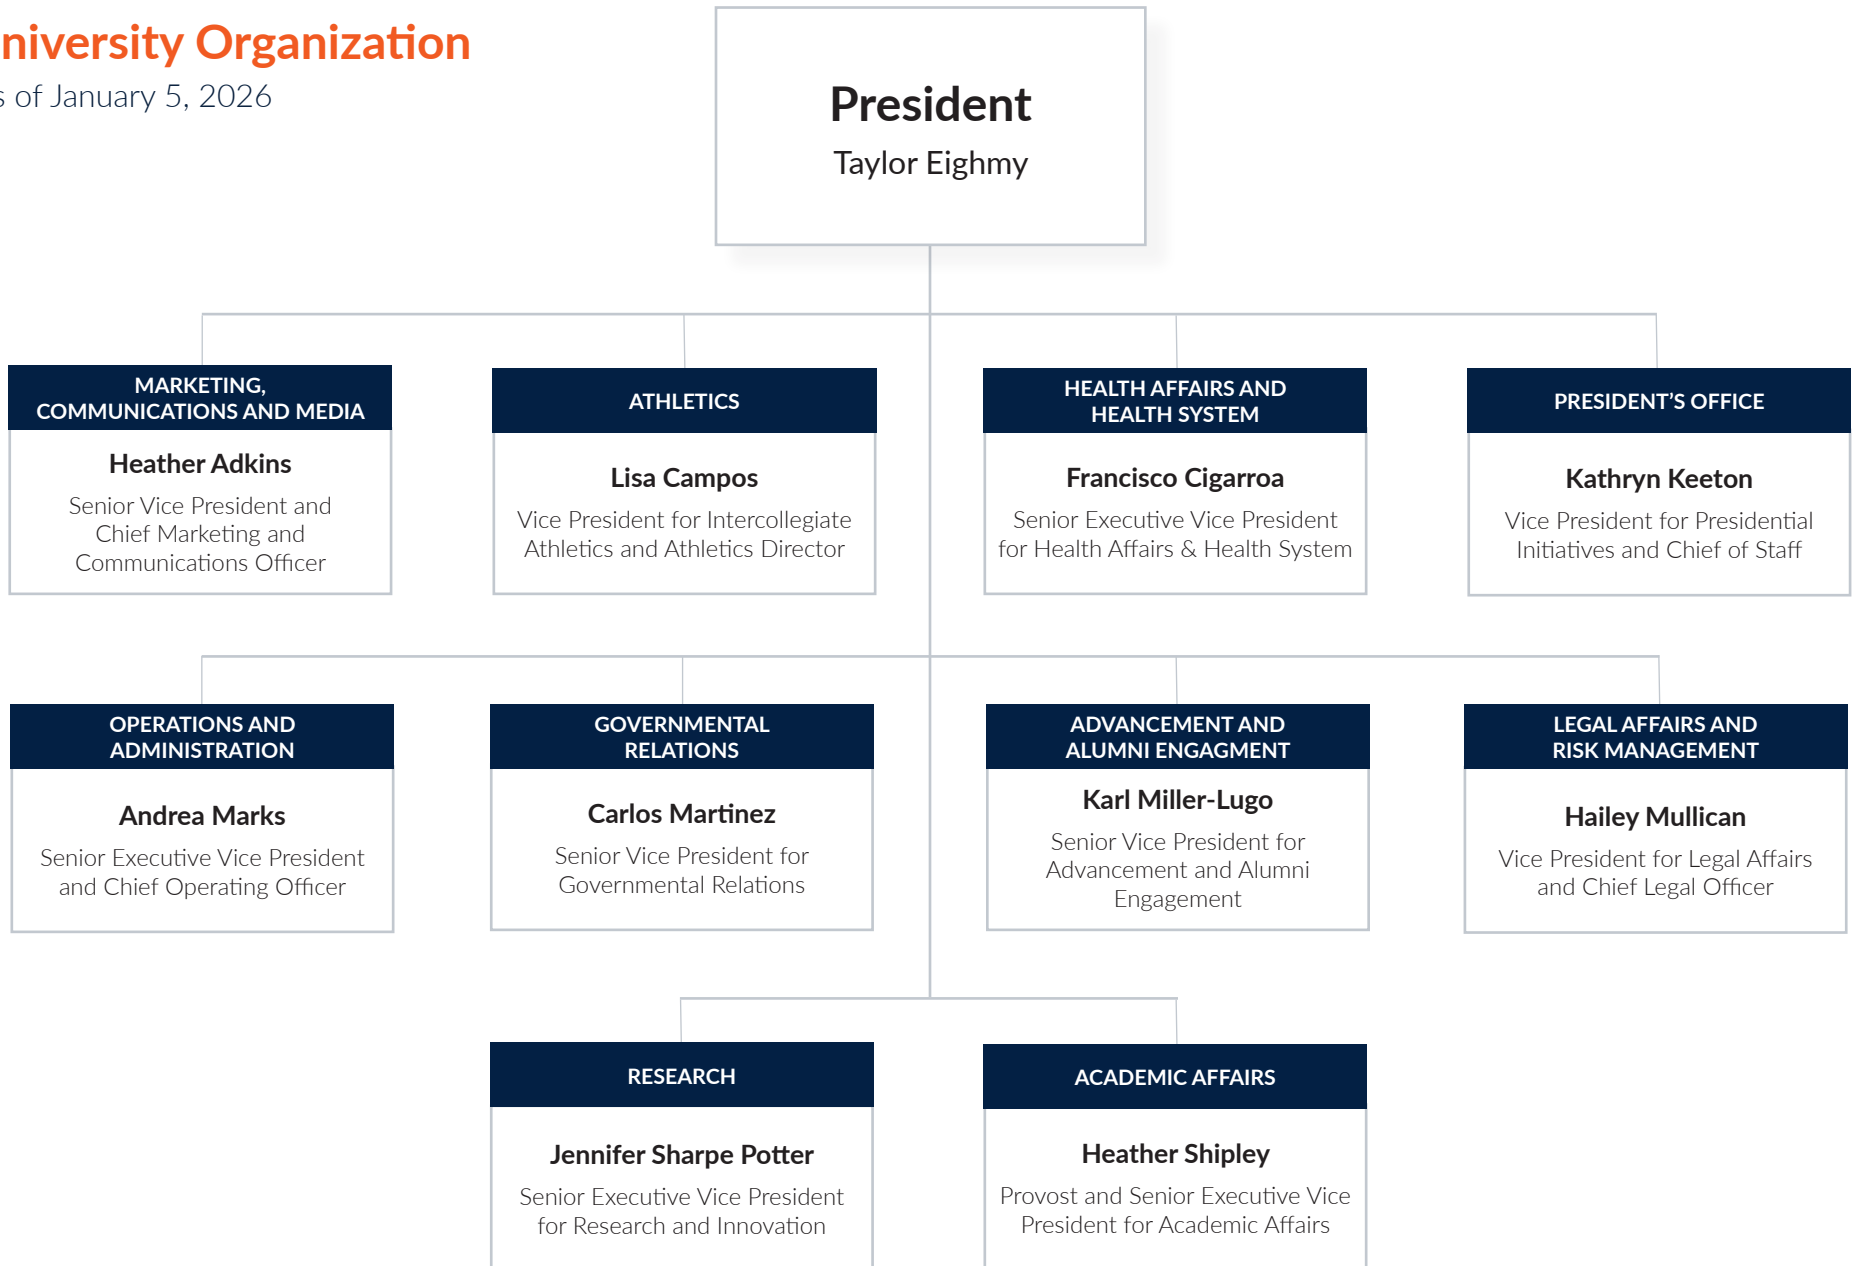 niversity Organization
s of January 5, 2026
President
Taylor Eighmy
MARKETING,
COMMUNICATIONS AND MEDIA
Heather Adkins
Senior Vice President and
Chief Marketing and
Communications Officer
ATHLETICS
Lisa Campos
Vice President for Intercollegiate
Athletics and Athletics Director
HEALTH AFFAIRS AND
HEALTH SYSTEM
Francisco Cigarroa
Senior Executive Vice President
for Health Affairs & Health System
PRESIDENT’S OFFICE
Kathryn Keeton
Vice President for Presidential
Initiatives and Chief of Staff
OPERATIONS AND
ADMINISTRATION
Andrea Marks
Senior Executive Vice President
and Chief Operating Officer
GOVERNMENTAL
RELATIONS
Carlos Martinez
Senior Vice President for
Governmental Relations
ADVANCEMENT AND
ALUMNI ENGAGMENT
Karl Miller-Lugo
Senior Vice President for
Advancement and Alumni
Engagement
LEGAL AFFAIRS AND
RISK MANAGEMENT
Hailey Mullican
Vice President for Legal Affairs
and Chief Legal Officer
RESEARCH
Jennifer Sharpe Potter
Senior Executive Vice President
for Research and Innovation
ACADEMIC AFFAIRS
Heather Shipley
Provost and Senior Executive Vice
President for Academic Affairs